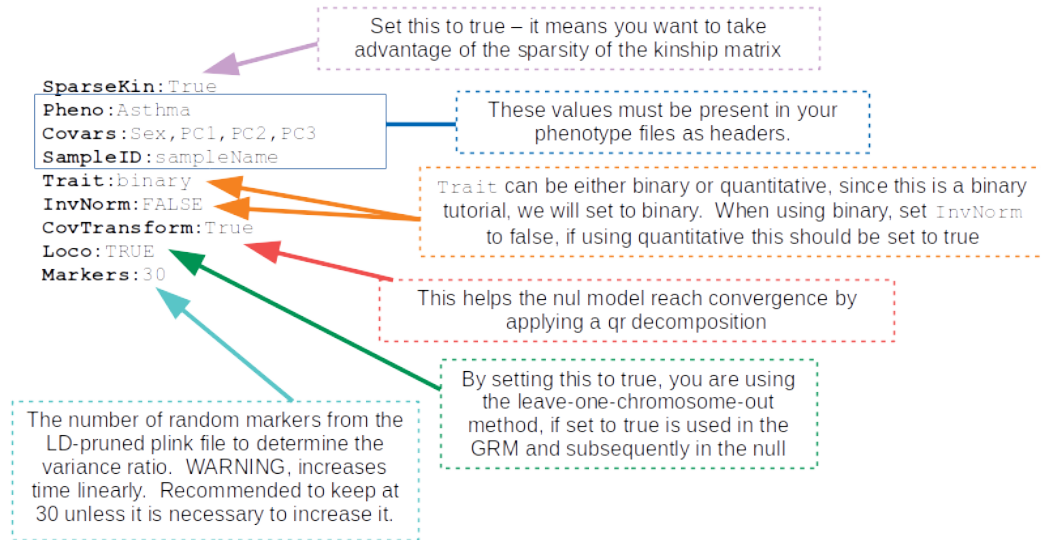 Set this to true – it means you want to take
advantage of the sparsity of the kinship matrix
SparseKin:True
Pheno:Asthma
Covars:Sex,PC1,PC2,PC3
SampleID:sampleName
Trait:binary
InvNorm:FALSE
CovTransform:True
Loco:TRUE
Markers:30
These values must be present in your
phenotype files as headers.
Trait can be either binary or quantitative, since this is a binary
tutorial, we will set to binary.  When using binary, set InvNorm
to false, if using quantitative this should be set to true
This helps the nul model reach convergence by
applying a qr decomposition
By setting this to true, you are using
the leave-one-chromosome-out
method, if set to true is used in the
GRM and subsequently in the null
The number of random markers from the
LD-pruned plink file to determine the
variance ratio.  WARNING, increases
time linearly.  Recommended to keep at
30 unless it is necessary to increase it.